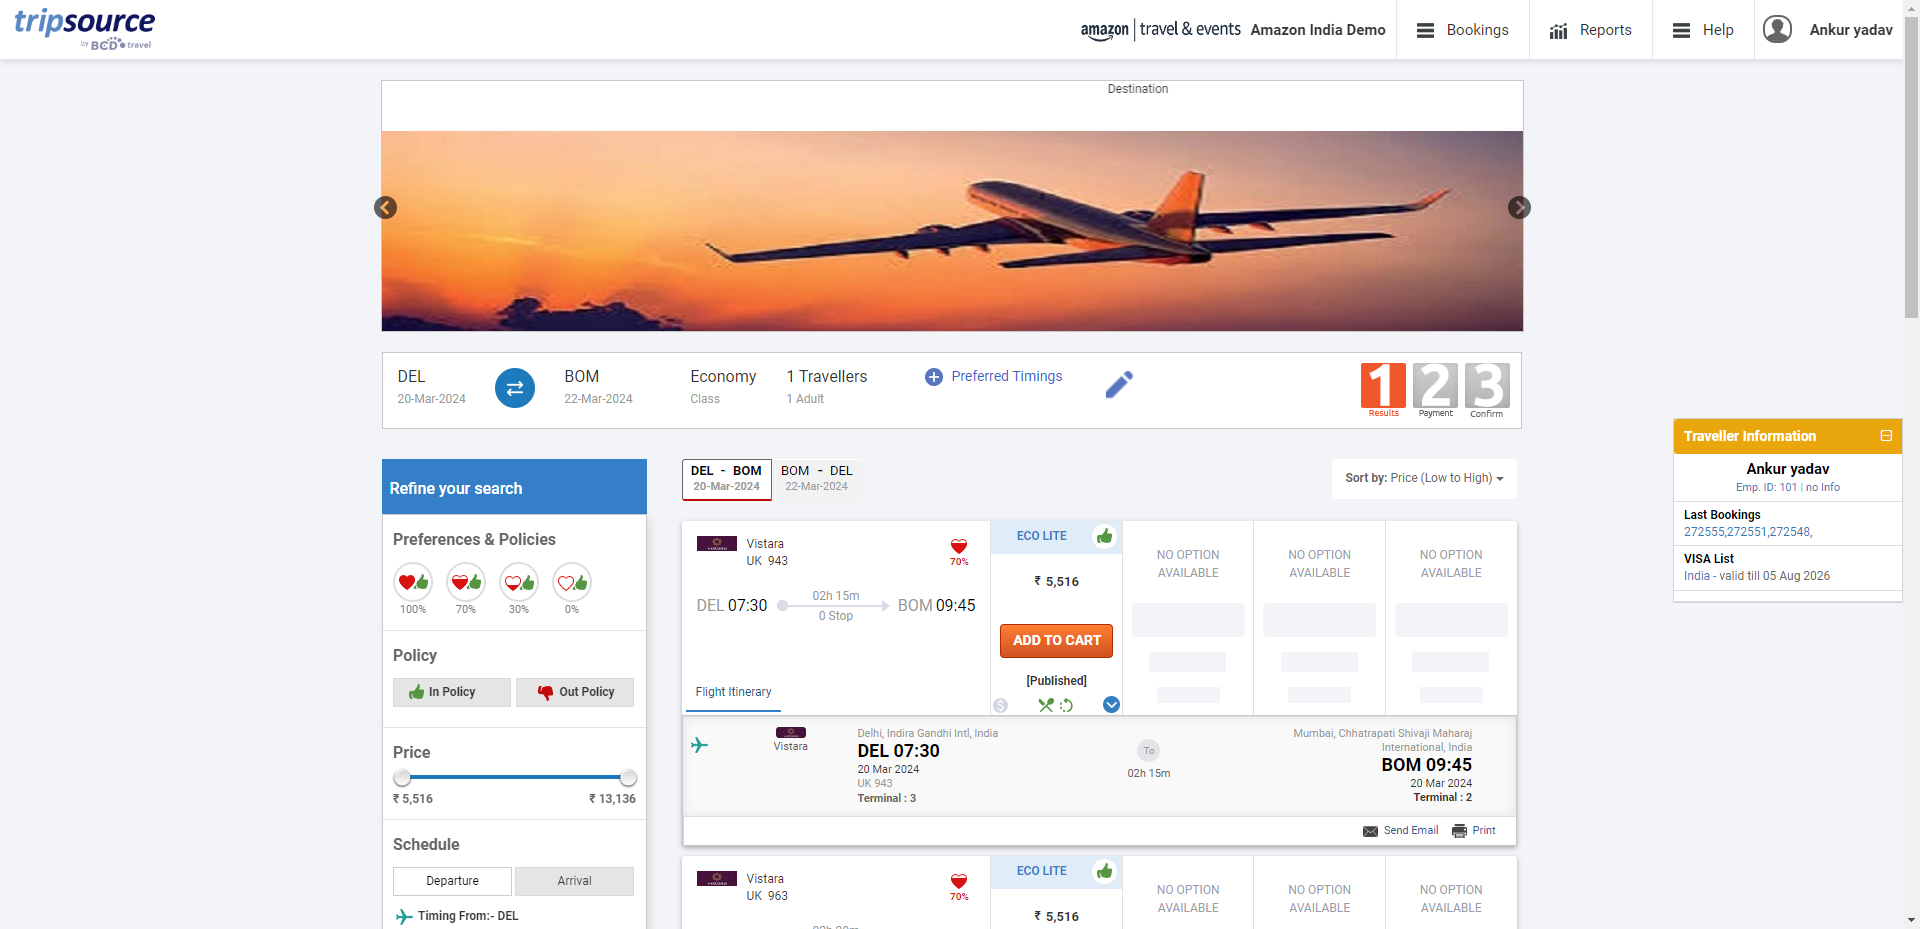 tripsource
by BCD travel
amazon | travel & events Amazon India Demo
Bookings
Reports
Help
Ankur yadav
Destination
DEL
20-Mar-2024
BOM
22-Mar-2024
Economy
Class
1 Travellers
1 Adult
Preferred Timings
1 Results
2 Payment
3 Confirm
Traveller Information
Ankur yadav
Emp. ID: 101 | no Info
Last Bookings
272555,272551,272548,
VISA List
India - valid till 05 Aug 2026
Refine your search
Preferences & Policies
100%
70%
30%
0%
Policy
In Policy
Out Policy
Price
₹ 5,516
₹ 13,136
Schedule
Departure
Arrival
Timing From:- DEL
DEL - BOM
20-Mar-2024
BOM - DEL
22-Mar-2024
Sort by: Price (Low to High)
Vistara
UK 943
70%
DEL 07:30
02h 15m
0 Stop
BOM 09:45
Flight Itinerary
ECO LITE
₹ 5,516
ADD TO CART
[Published]
NO OPTION
AVAILABLE
NO OPTION
AVAILABLE
NO OPTION
AVAILABLE
Vistara
Delhi, Indira Gandhi Intl, India
DEL 07:30
20 Mar 2024
UK 943
Terminal : 3
To
02h 15m
Mumbai, Chhatrapati Shivaji Maharaj
International, India
BOM 09:45
20 Mar 2024
Terminal : 2
Send Email
Print
Vistara
UK 963
70%
ECO LITE
₹ 5,516
NO OPTION
AVAILABLE
NO OPTION
AVAILABLE
NO OPTION
AVAILABLE